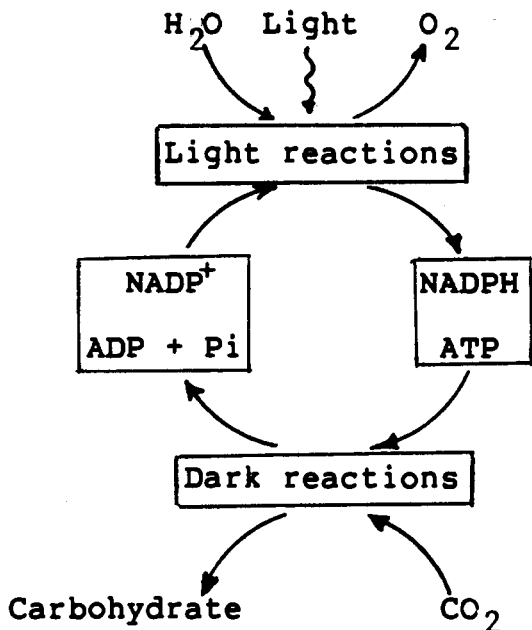 H₂O Light O₂
Light reactions
NADP⁺ NADPH
ADP + Pi ATP
Dark reactions
Carbohydrate CO₂